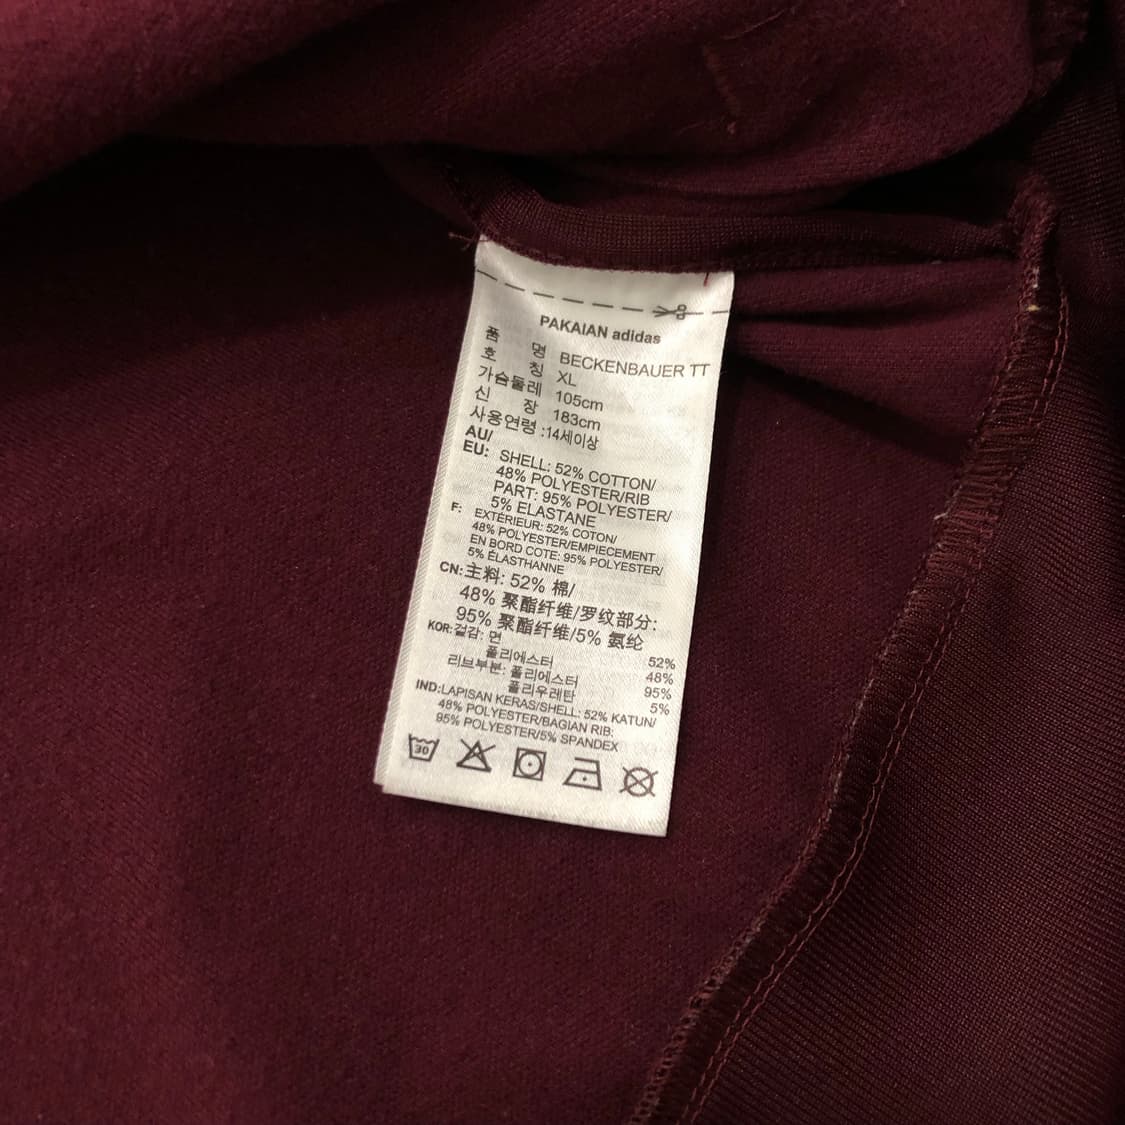 PAKAIAN adidas
품 명 BECKENBAUER TT
호 칭 XL
가슴둘레 105cm
신 장 183cm
사용연령 :14세이상
AU/
EU: SHELL: 52% COTTON/
48% POLYESTER/RIB
PART: 95% POLYESTER/
5% ELASTANE
F: EXTÉRIEUR: 52% COTON/
48% POLYESTER/EMPIECEMENT
EN BORD COTE: 95% POLYESTER/
5% ÉLASTHANNE
CN:主料: 52% 棉/
48% 聚酯纤维/罗纹部分:
95% 聚酯纤维/5% 氨纶
KOR:겉감: 면 52%
폴리에스터 48%
리브부분: 폴리에스터 95%
폴리우레탄 5%
IND:LAPISAN KERAS/SHELL: 52% KATUN/
48% POLYESTER/BAGIAN RIB:
95% POLYESTER/5% SPANDEX
30